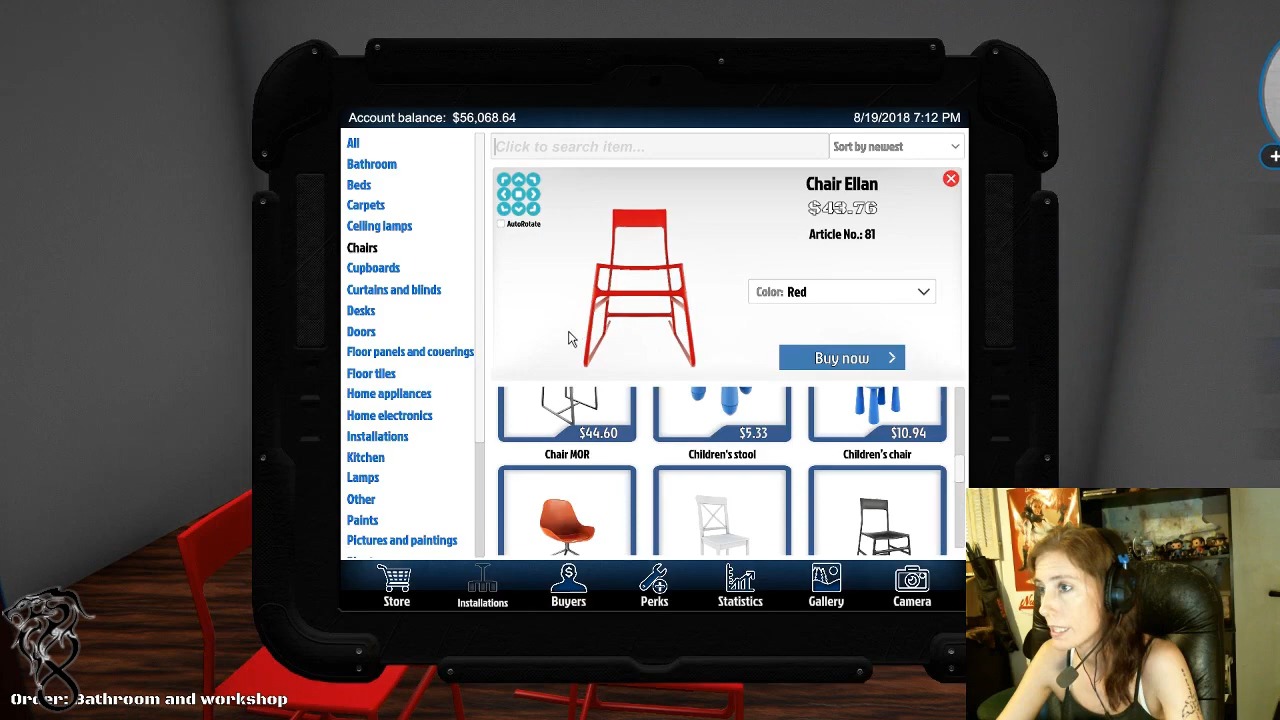 Account balance: $56,068.64
8/19/2018 7:12 PM
All
Bathroom
Beds
Carpets
Ceiling lamps
Chairs
Cupboards
Curtains and blinds
Desks
Doors
Floor panels and coverings
Floor tiles
Home appliances
Home electronics
Installations
Kitchen
Lamps
Other
Paints
Pictures and paintings
Click to search item...
Sort by newest
AutoRotate
Chair Ellan
$43.76
Article No.: 81
Color: Red
Buy now
$44.60
$5.33
$10.94
Chair MOR
Children's stool
Children's chair
Store
Installations
Buyers
Perks
Statistics
Gallery
Camera
Order: Bathroom and workshop